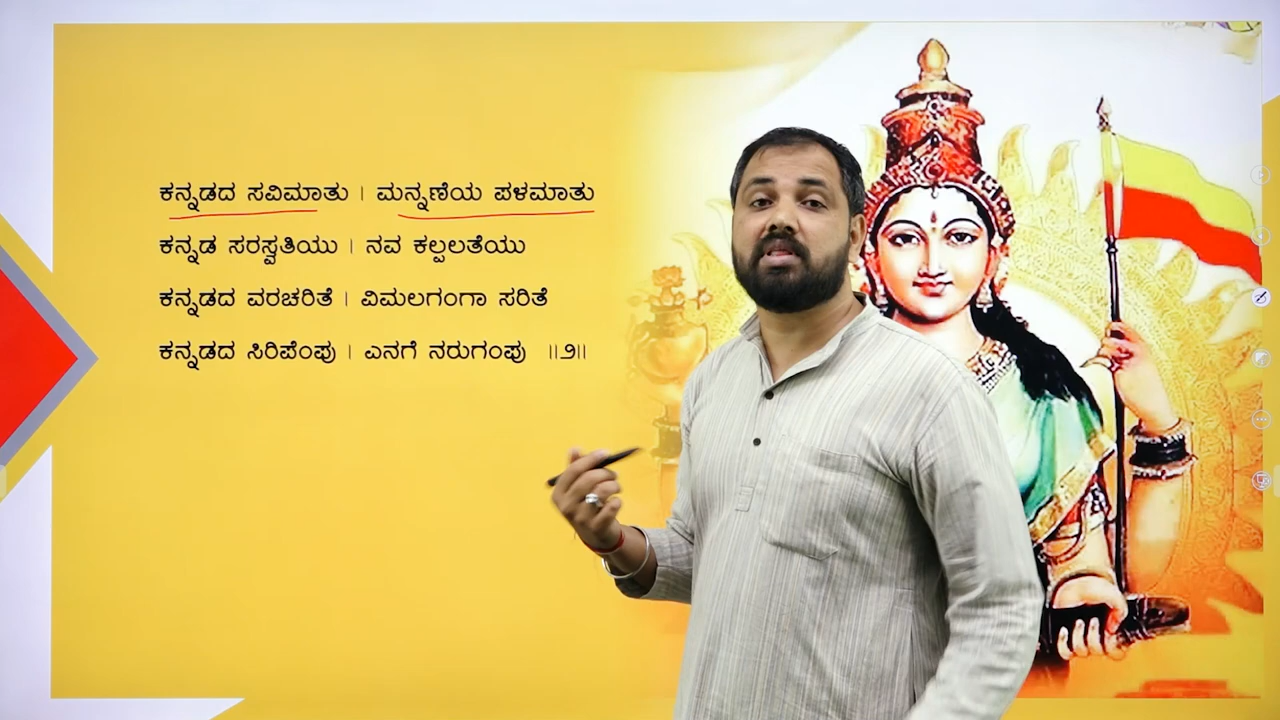 ಕನ್ನಡದ ಸವಿಮಾತು । ಮನ್ನಣೆಯ ಪಳಮಾತು
ಕನ್ನಡ ಸರಸ್ವತಿಯು । ನವ ಕಲ್ಪಲತೆಯು
ಕನ್ನಡದ ವರಚರಿತೆ । ವಿಮಲಗಂಗಾ ಸರಿತೆ
ಕನ್ನಡದ ಸಿರಿಪೆಂಪು । ಎನಗೆ ನರುಗಂಪು ॥೨॥